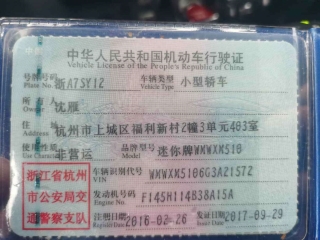 中华人民共和国机动车行驶证
Vehicle License of the People's Republic of China
号牌号码 浙A7SY12 车辆类型 小型轿车
Plate No. Vehicle Type
所有人 沈雁
Owner
住址 杭州市上城区福利新村2幢3单元403室
Address
使用性质 非营运 品牌型号 迷你牌WMWXM510
Use Character Model
浙江省杭州 车辆识别代号
市公安局交 发动机号码
通警察支队 注册日期 2016-02-26 发证日期 2017-09-29
Register Date Issue Date